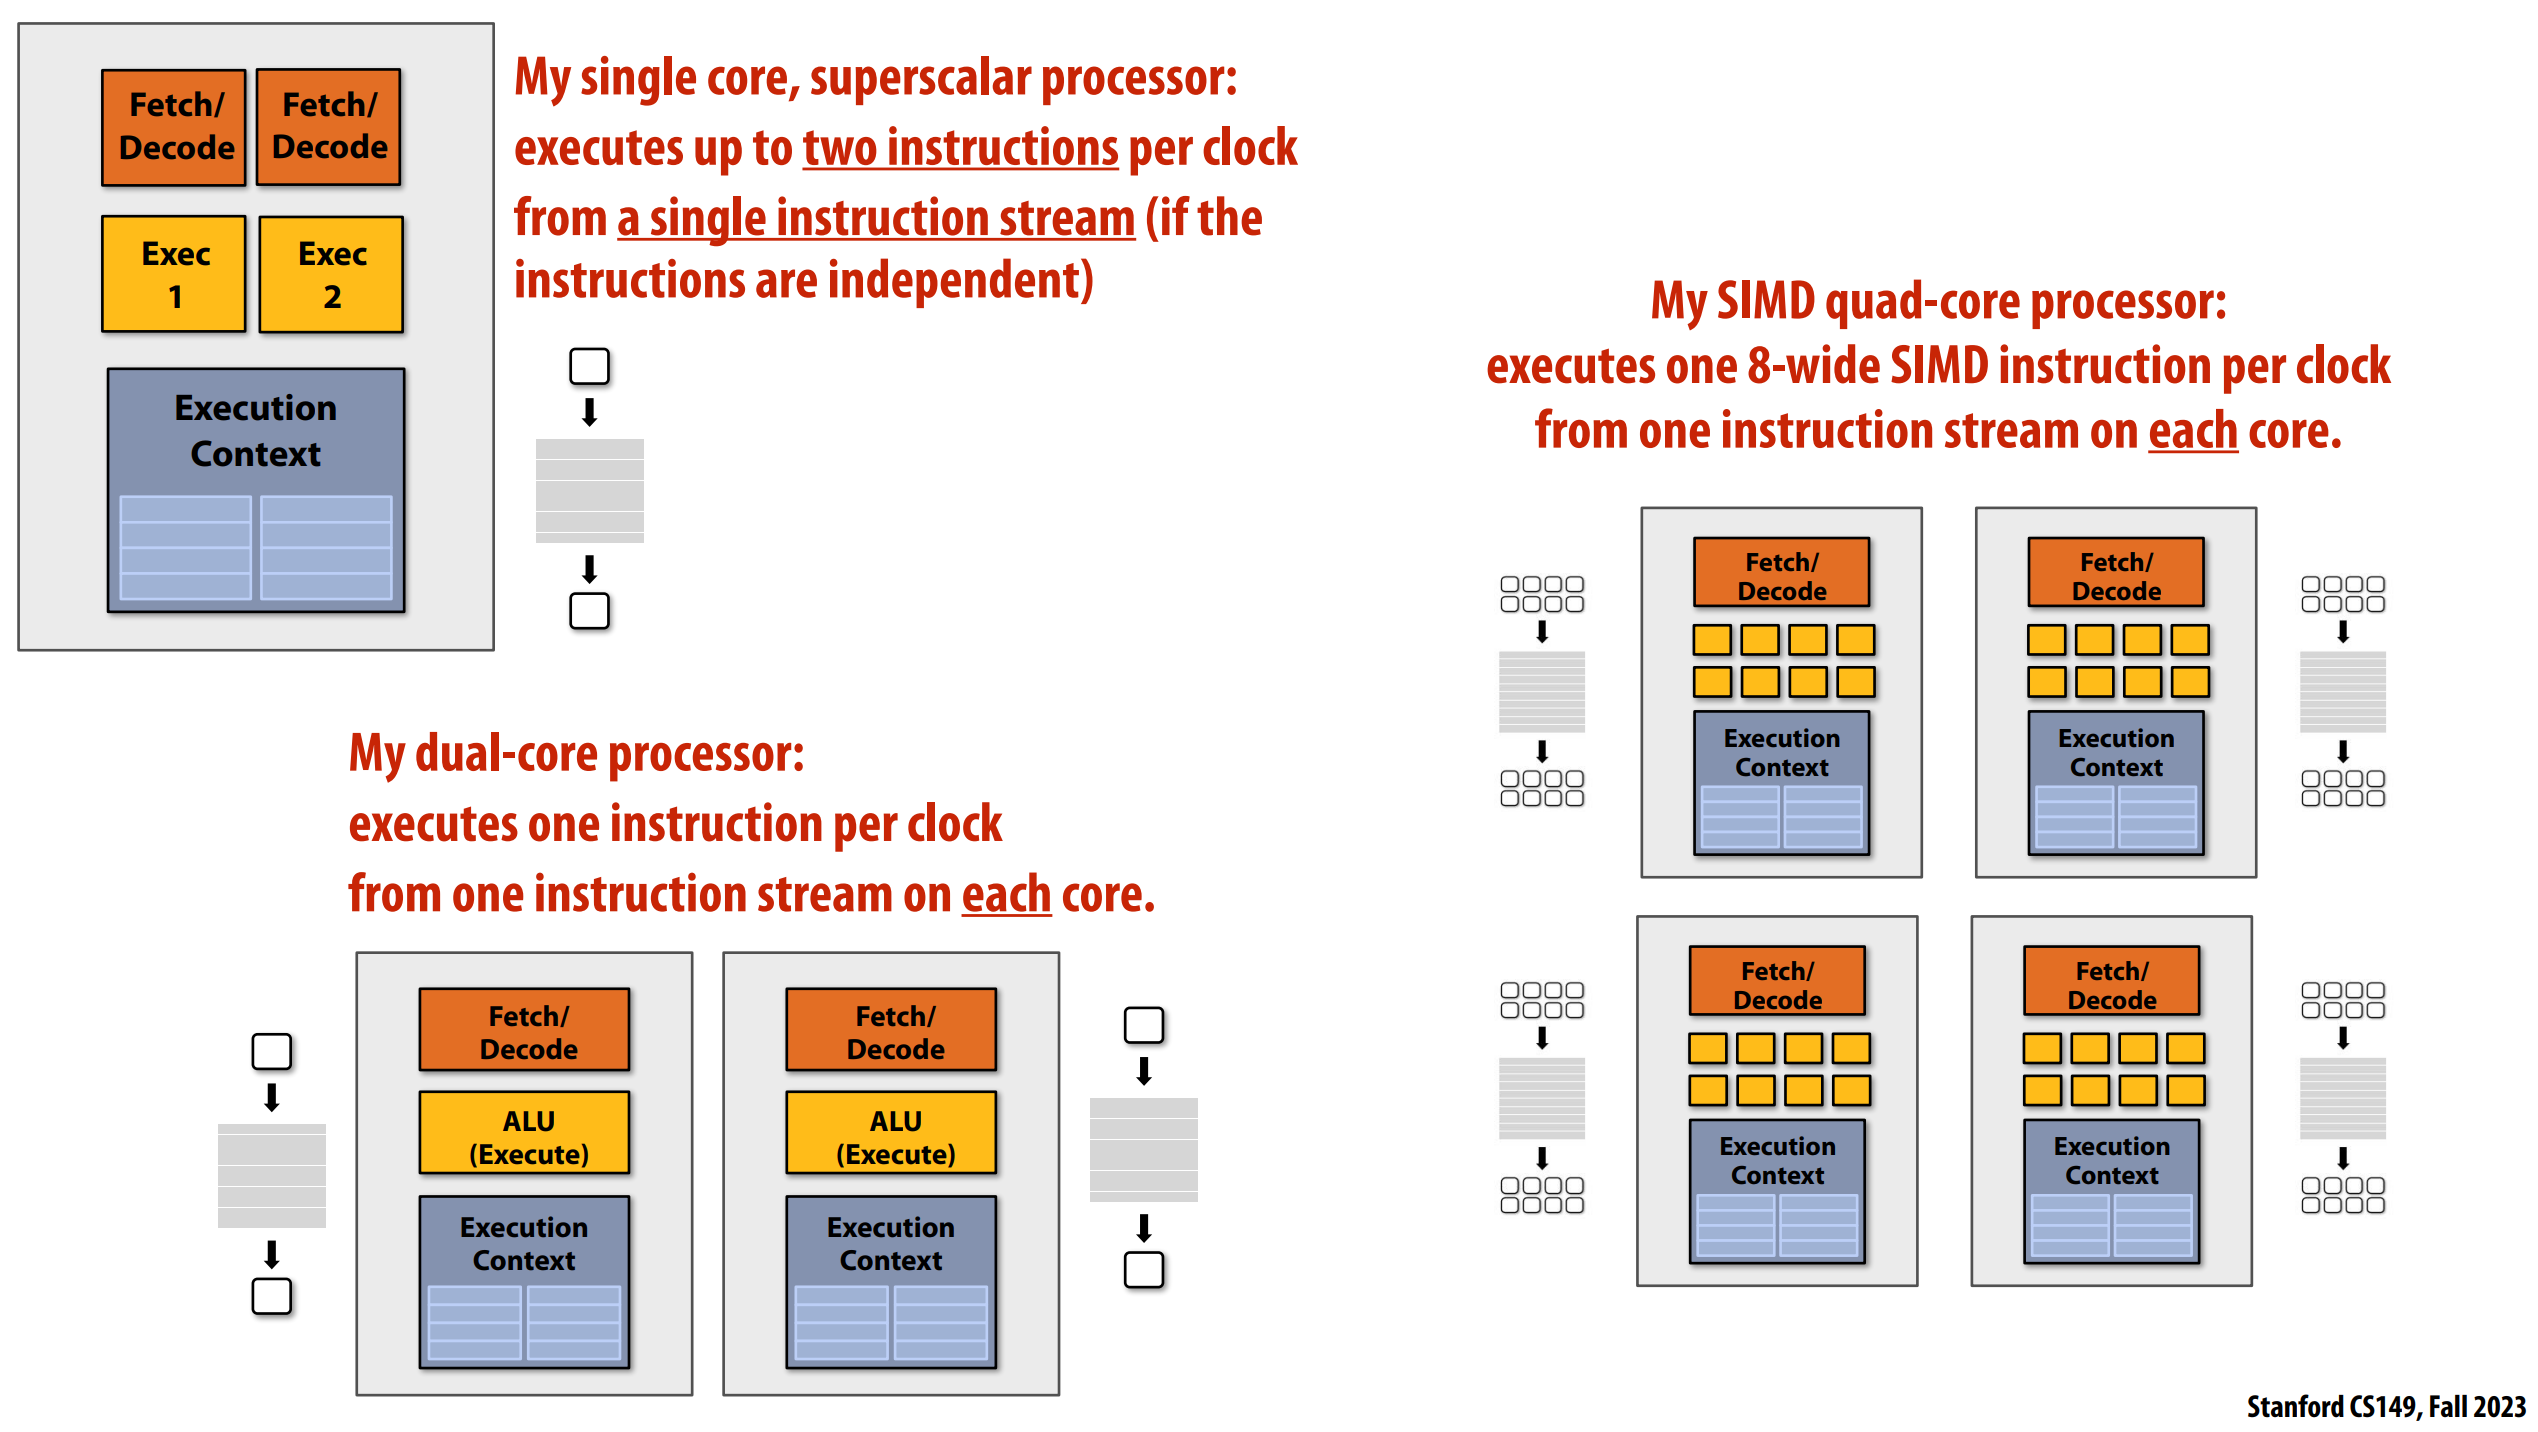 Fetch/
Decode
Fetch/
Decode
Exec
1
Exec
2
Execution
Context
My single core, superscalar processor:
executes up to two instructions per clock
from a single instruction stream (if the
instructions are independent)
My dual-core processor:
executes one instruction per clock
from one instruction stream on each core.
Fetch/
Decode
ALU
(Execute)
Execution
Context
Fetch/
Decode
ALU
(Execute)
Execution
Context
My SIMD quad-core processor:
executes one 8-wide SIMD instruction per clock
from one instruction stream on each core.
Fetch/
Decode
Execution
Context
Fetch/
Decode
Execution
Context
Fetch/
Decode
Execution
Context
Fetch/
Decode
Execution
Context
Stanford CS149, Fall 2023